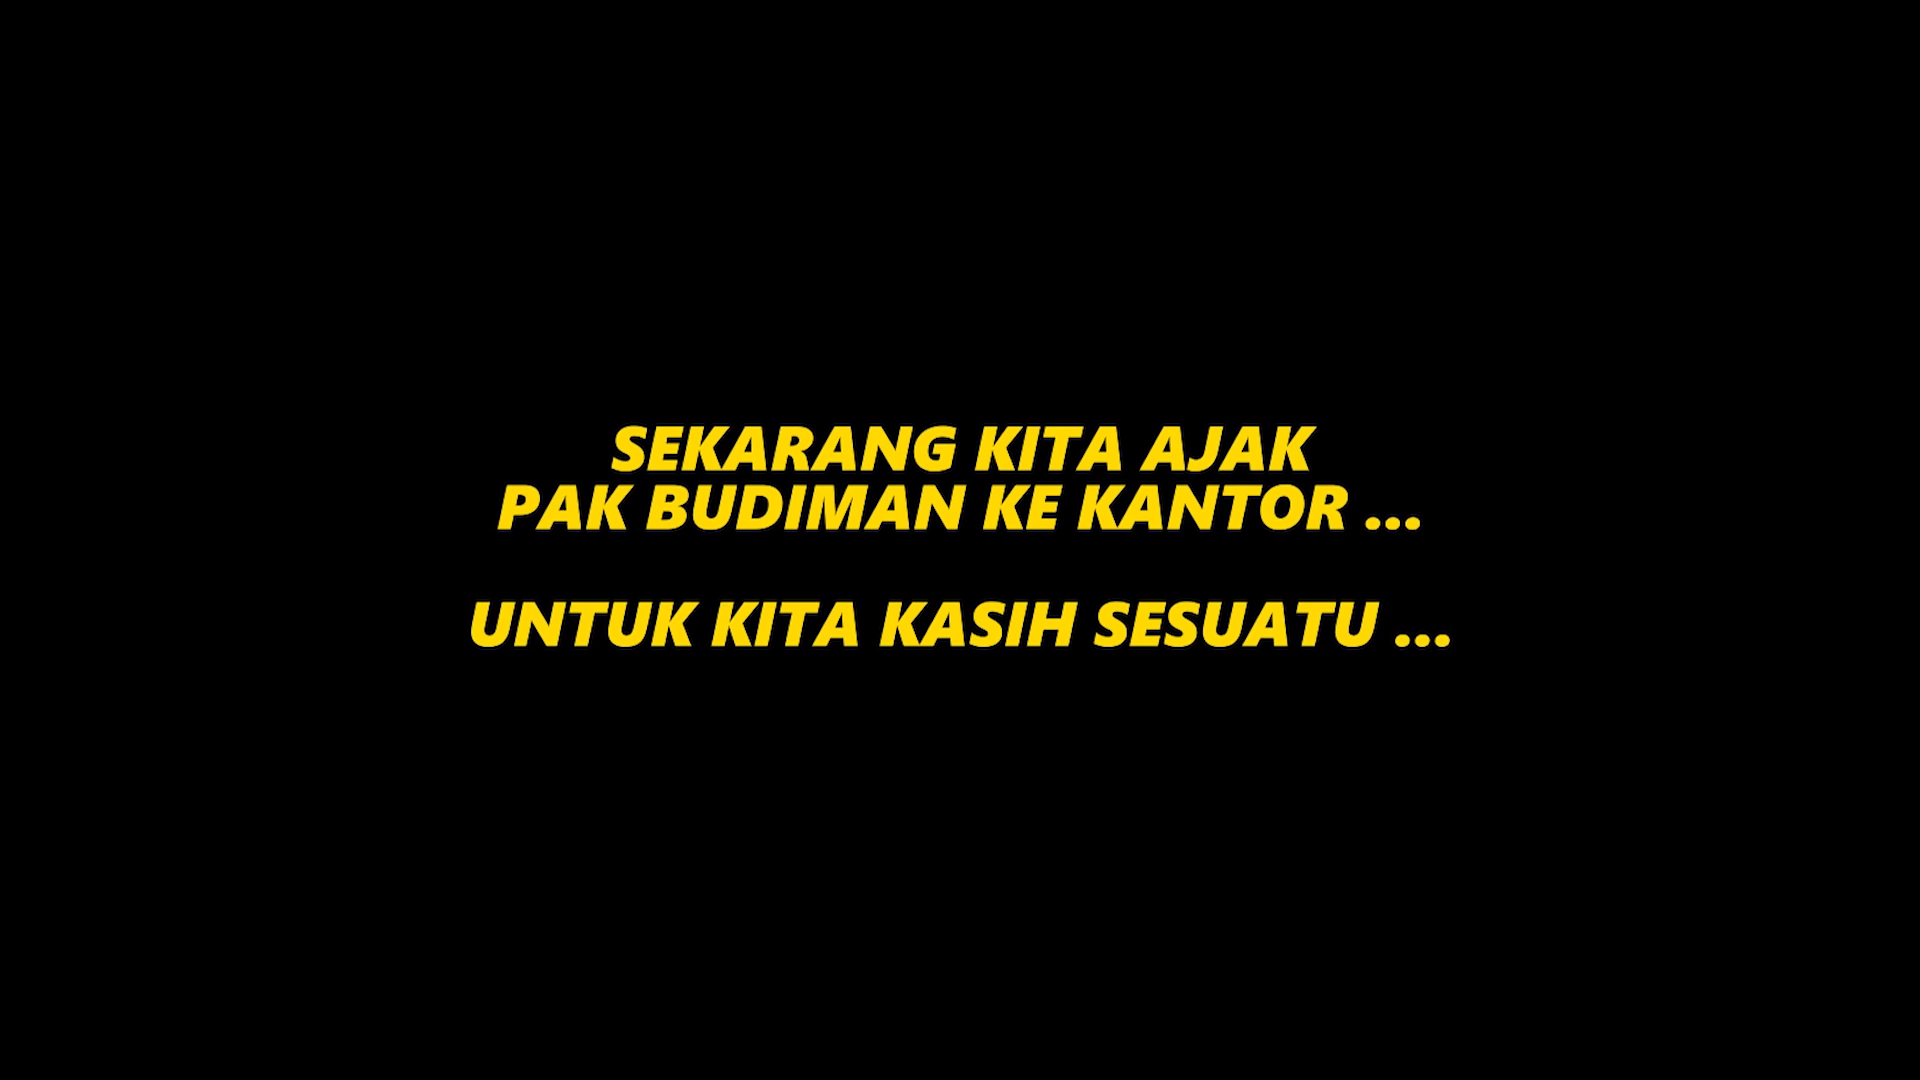 SEKARANG KITA AJAK
PAK BUDIMAN KE KANTOR ...
UNTUK KITA KASIH SESUATU ...